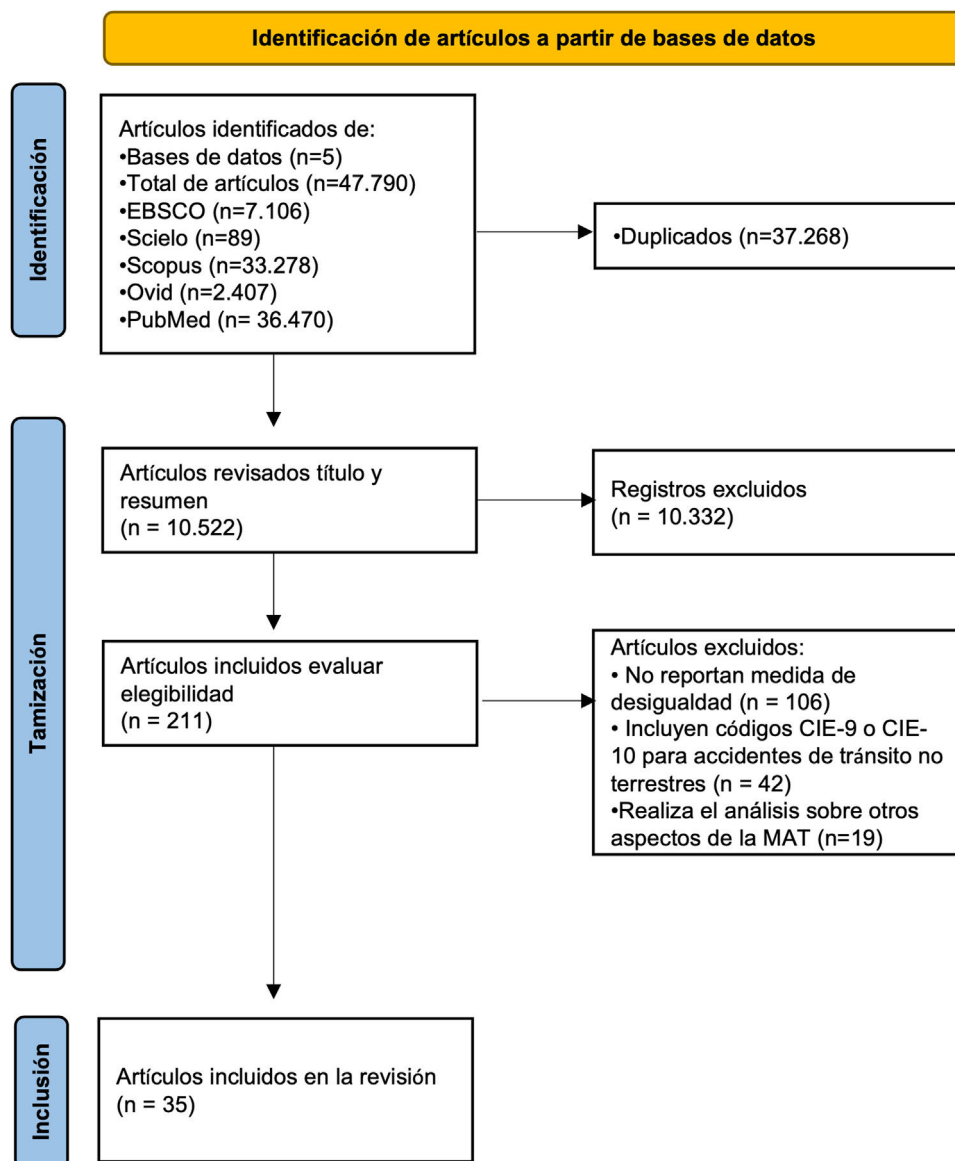 Identificación de artículos a partir de bases de datos
Identificación
Artículos identificados de:
•Bases de datos (n=5)
•Total de artículos (n=47.790)
•EBSCO (n=7.106)
•Scielo (n=89)
•Scopus (n=33.278)
•Ovid (n=2.407)
•PubMed (n= 36.470)
•Duplicados (n=37.268)
Tamización
Artículos revisados título y
resumen
(n = 10.522)
Registros excluidos
(n = 10.332)
Artículos incluidos evaluar
elegibilidad
(n = 211)
Artículos excluidos:
• No reportan medida de
desigualdad (n = 106)
• Incluyen códigos CIE-9 o CIE-
10 para accidentes de tránsito no
terrestres (n = 42)
•Realiza el análisis sobre otros
aspectos de la MAT (n=19)
Inclusión
Artículos incluidos en la revisión
(n = 35)